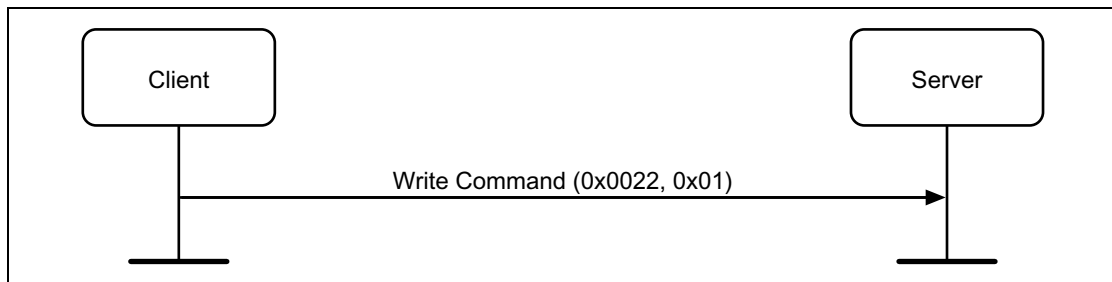 Client
Server
Write Command (0x0022, 0x01)